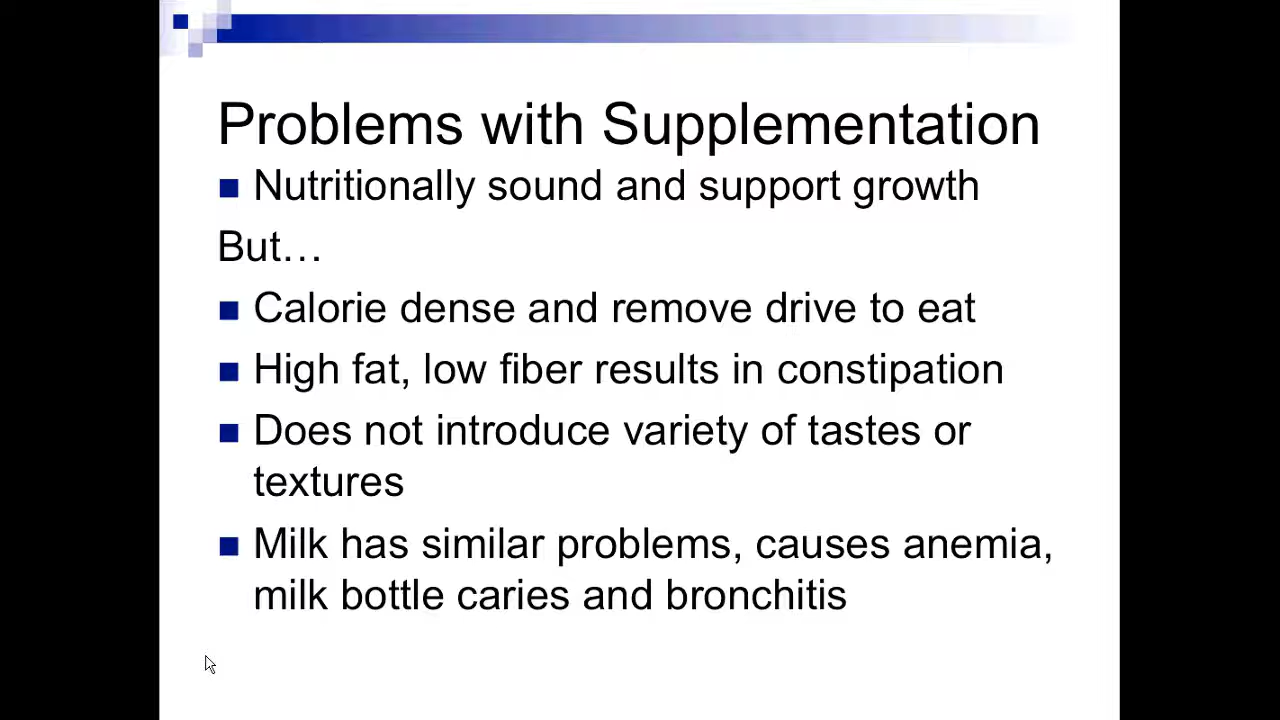 Problems with Supplementation
Nutritionally sound and support growth
But…
Calorie dense and remove drive to eat
High fat, low fiber results in constipation
Does not introduce variety of tastes or
textures
Milk has similar problems, causes anemia,
milk bottle caries and bronchitis